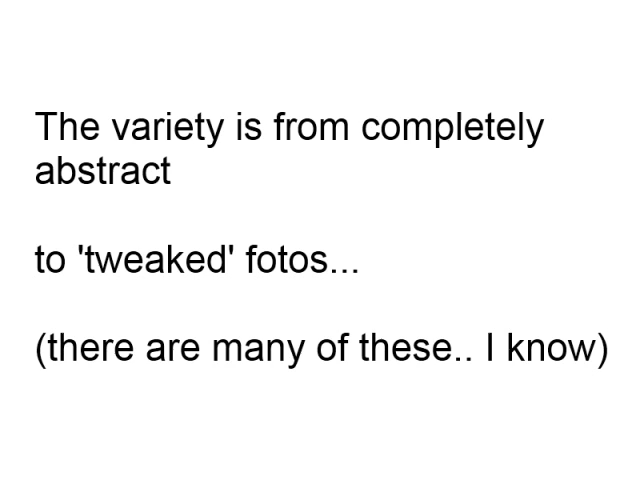 The variety is from completely
abstract
to 'tweaked' fotos...
(there are many of these.. I know)